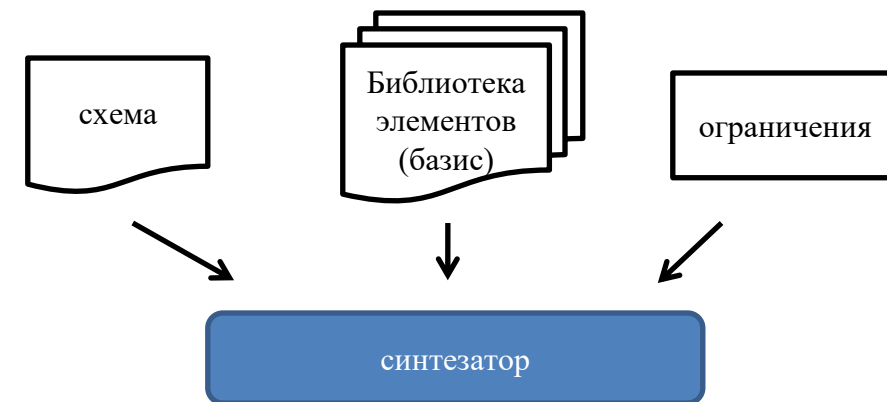 схема
Библиотека
элементов
(базис)
ограничения
синтезатор